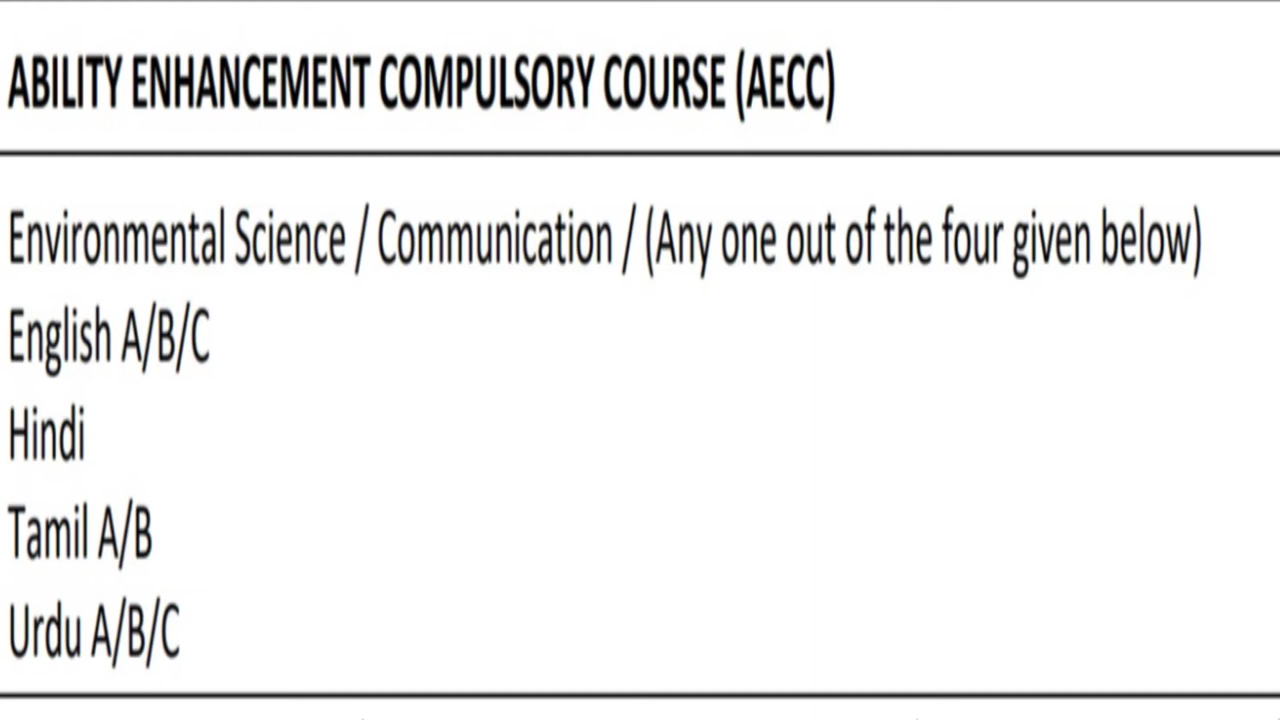 ABILITY ENHANCEMENT COMPULSORY COURSE (AECC)
Environmental Science / Communication / (Any one out of the four given below)
English A/B/C
Hindi
Tamil A/B
Urdu A/B/C